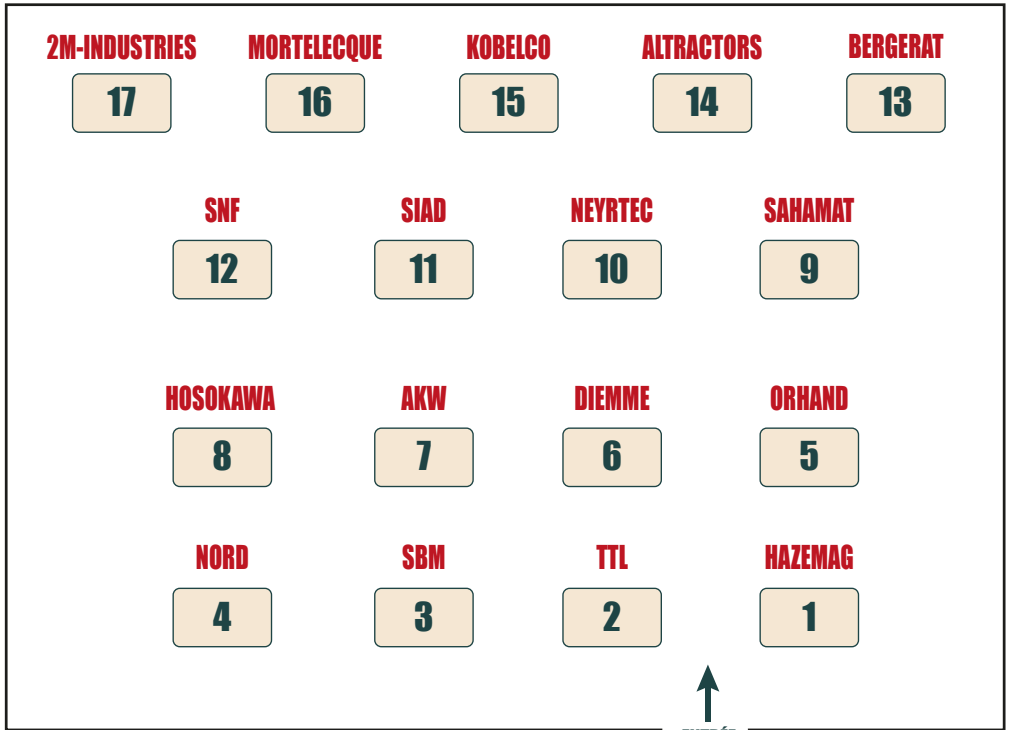 2M-INDUSTRIES MORTELECQUE KOBELCO ALTRACTORS BERGERAT
17 16 15 14 13
SNF SIAD NEYRTEC SAHAMAT
12 11 10 9
HOSOKAWA AKW DIEMME ORHAND
8 7 6 5
NORD SBM TTL HAZEMAG
4 3 2 1